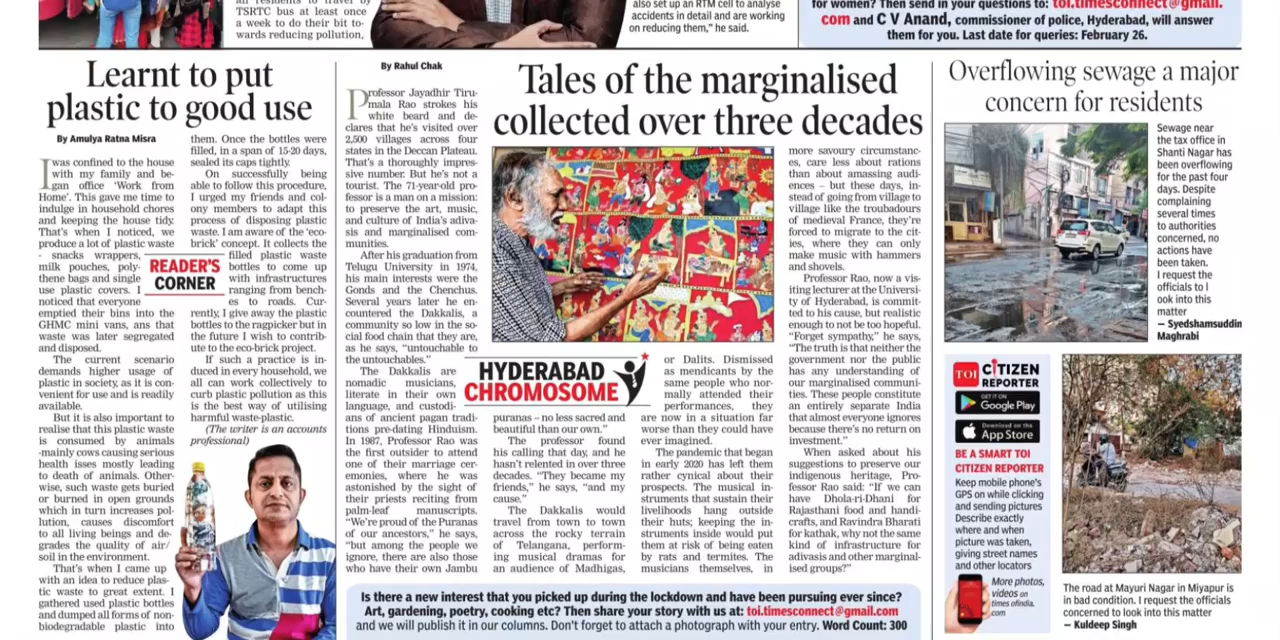 all residents to travel by
TSRTC bus at least once
a week to do their bit to-
wards reducing pollution,
also set up an RTM cell to analyse
accidents in detail and are working
on reducing them," he said.
for women? Then send in your questions to: toi.timesconnect@gmail.
com and C V Anand, commissioner of police, Hyderabad, will answer
them for you. Last date for queries: February 26.
Learnt to put
plastic to good use
By Amulya Ratna Misra
I was confined to the house
with my family and be-
gan office 'Work from
Home'. This gave me time to
indulge in household chores
and keeping the house tidy.
That's when I noticed, we
produce a lot of plastic waste
- snacks wrappers,
milk pouches, poly-
thene bags and single
use plastic covers. I
noticed that everyone
emptied their bins into the
GHMC mini vans, ans that
waste was later segregated
and disposed.
The current scenario
demands higher usage of
plastic in society, as it is con-
venient for use and is readily
available.
But it is also important to
realise that this plastic waste
is consumed by animals
-mainly cows causing serious
health isses mostly leading
to death of animals. Other-
wise, such waste gets buried
or burned in open grounds
which in turn increases pol-
lution, causes discomfort
to all living beings and de-
grades the quality of air/
soil in the environment.
That's when I came up
with an idea to reduce plas-
tic waste to great extent. I
gathered used plastic bottles
and dumped all forms of non-
biodegradable plastic into
READER'S
CORNER
them. Once the bottles were
filled, in a span of 15-20 days,
sealed its caps tightly.
On successfully being
able to follow this procedure,
I urged my friends and col-
ony members to adapt this
process of disposing plastic
waste. I am aware of the 'eco-
brick' concept. It collects the
filled plastic waste
bottles to come up
with infrastructures
ranging from bench-
es to roads. Cur-
rently, I give away the plastic
bottles to the ragpicker but in
the future I wish to contrib-
ute to the eco-brick project.
If such a practice is in-
duced in every household, we
all can work collectively to
curb plastic pollution as this
is the best way of utilising
harmful waste-plastic.
(The writer is an accounts
professional)
By Rahul Chak
Tales of the marginalised
collected over three decades
Professor Jayadhir Tiru-
mala Rao strokes his
white beard and de-
clares that he's visited over
2,500 villages across four
states in the Deccan Plateau.
That's a thoroughly impres-
sive number. But he's not a
tourist. The 71-year-old pro-
fessor is a man on a mission:
to preserve the art, music,
and culture of India's adiva-
sis and marginalised com-
munities.
After his graduation from
Telugu University in 1974,
his main interests were the
Gonds and the Chenchus.
Several years later he en-
countered the Dakkalis, a
community so low in the so-
cial food chain that they are,
as he says, "untouchable to
the untouchables."
The Dakkalis are
nomadic musicians,
literate in their own
language, and custodi-
ans of ancient pagan tradi-
tions pre-dating Hinduism.
In 1987, Professor Rao was
the first outsider to attend
one of their marriage cer-
emonies, where he was
astonished by the sight of
their priests reciting from
palm-leaf manuscripts.
"We're proud of the Puranas
of our ancestors," he says,
"but among the people we
ignore, there are also those
who have their own Jambu
HYDERABAD
CHROMOSOME
puranas – no less sacred and
beautiful than our own."
The professor found
his calling that day, and he
hasn't relented in over three
decades. "They became my
friends," he says, "and my
cause."
The Dakkalis would
travel from town to town
across the rocky terrain
of Telangana, perform-
ing musical dramas for
an audience of Madhigas,
or Dalits. Dismissed
as mendicants by the
same people who nor-
mally attended their
performances, they
are now in a situation far
worse than they could have
ever imagined.
The pandemic that began
in early 2020 has left them
rather cynical about their
prospects. The musical in-
struments that sustain their
livelihoods hang outside
their huts; keeping the in-
struments inside would put
them at risk of being eaten
by rats and termites. The
musicians themselves, in
more savoury circumstanc-
es, care less about rations
than about amassing audi-
ences – but these days, in-
stead of going from village to
village like the troubadours
of medieval France, they're
forced to migrate to the cit-
ies, where they can only
make music with hammers
and shovels.
Professor Rao, now a vis-
iting lecturer at the Universi-
ty of Hyderabad, is commit-
ted to his cause, but realistic
enough to not be too hopeful.
"Forget sympathy," he says,
"The truth is that neither the
government nor the public
has any understanding of
our marginalised communi-
ties. These people constitute
an entirely separate India
that almost everyone ignores
because there's no return on
investment."
When asked about his
suggestions to preserve our
indigenous heritage, Pro-
fessor Rao said: "If we can
have Dhola-ri-Dhani for
Rajasthani food and handi-
crafts, and Ravindra Bharati
for kathak, why not the same
kind of infrastructure for
adivasis and other marginal-
ised groups?"
Is there a new interest that you picked up during the lockdown and have been pursuing ever since?
Art, gardening, poetry, cooking etc? Then share your story with us at: toi.timesconnect@gmail.com
and we will publish it in our columns. Don't forget to attach a photograph with your entry. Word Count: 300
Overflowing sewage a major
concern for residents
Sewage near
the tax office in
Shanti Nagar has
been overflowing
for the past four
days. Despite
complaining
several times
to authorities
concerned, no
actions have
been taken.
I request the
officials to l
ook into this
matter
— Syedshamsuddin
Maghrabi
TOI CITIZEN
REPORTER
GET IT ON
Google Play
Download on the
App Store
BE A SMART TOI
CITIZEN REPORTER
Keep mobile phone's
GPS on while clicking
and sending pictures
Describe exactly
where and when
picture was taken,
giving street names
and other locators
More photos,
videos on
times ofindia.
com
The road at Mayuri Nagar in Miyapur is
in bad condition. I request the officials
concerned to look into this matter
— Kuldeep Singh